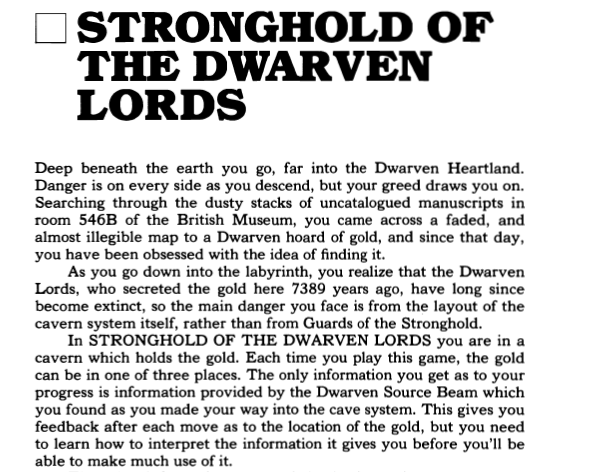 STRONGHOLD OF
THE DWARVEN
LORDS
Deep beneath the earth you go, far into the Dwarven Heartland.
Danger is on every side as you descend, but your greed draws you on.
Searching through the dusty stacks of uncatalogued manuscripts in
room 546B of the British Museum, you came across a faded, and
almost illegible map to a Dwarven hoard of gold, and since that day,
you have been obsessed with the idea of finding it.
As you go down into the labyrinth, you realize that the Dwarven
Lords, who secreted the gold here 7389 years ago, have long since
become extinct, so the main danger you face is from the layout of the
cavern system itself, rather than from Guards of the Stronghold.
In STRONGHOLD OF THE DWARVEN LORDS you are in a
cavern which holds the gold. Each time you play this game, the gold
can be in one of three places. The only information you get as to your
progress is information provided by the Dwarven Source Beam which
you found as you made your way into the cave system. This gives you
feedback after each move as to the location of the gold, but you need
to learn how to interpret the information it gives you before you'll be
able to make much use of it.